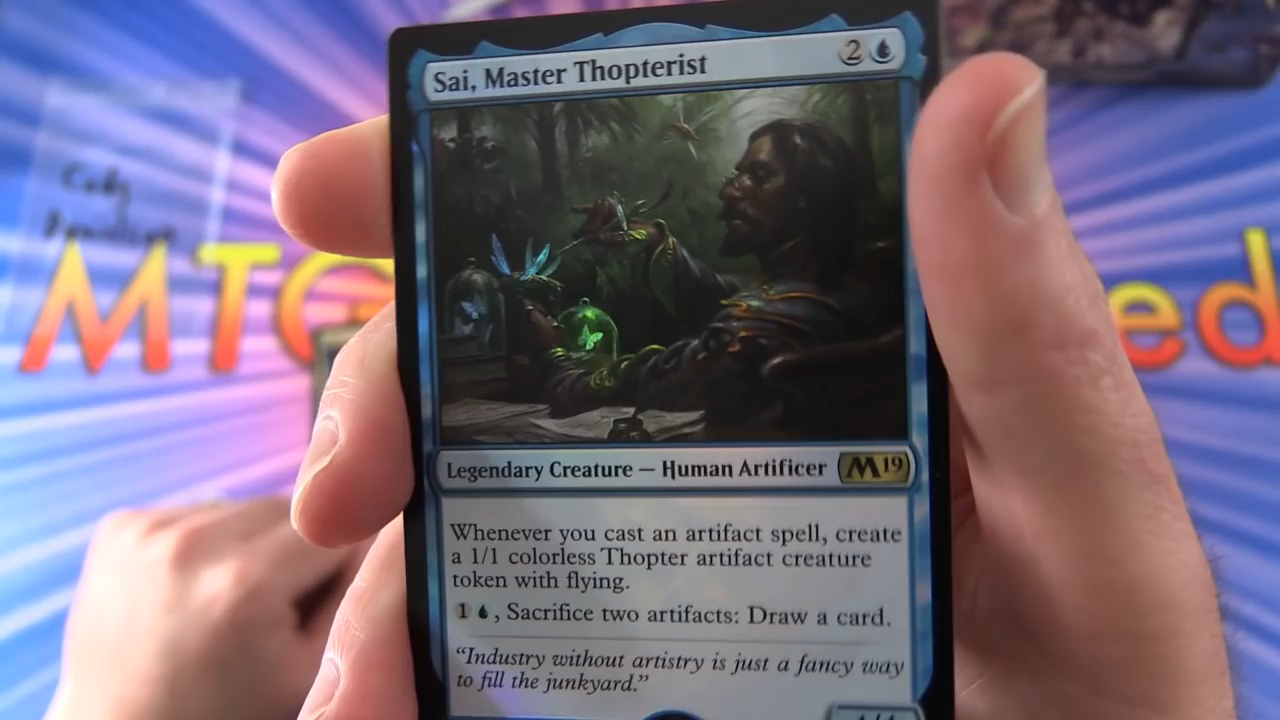 Sai, Master Thopterist 2
Cody
MTG
ed
Legendary Creature — Human Artificer M19
Whenever you cast an artifact spell, create
a 1/1 colorless Thopter artifact creature
token with flying.
1 , Sacrifice two artifacts: Draw a card.
"Industry without artistry is just a fancy way
to fill the junkyard."